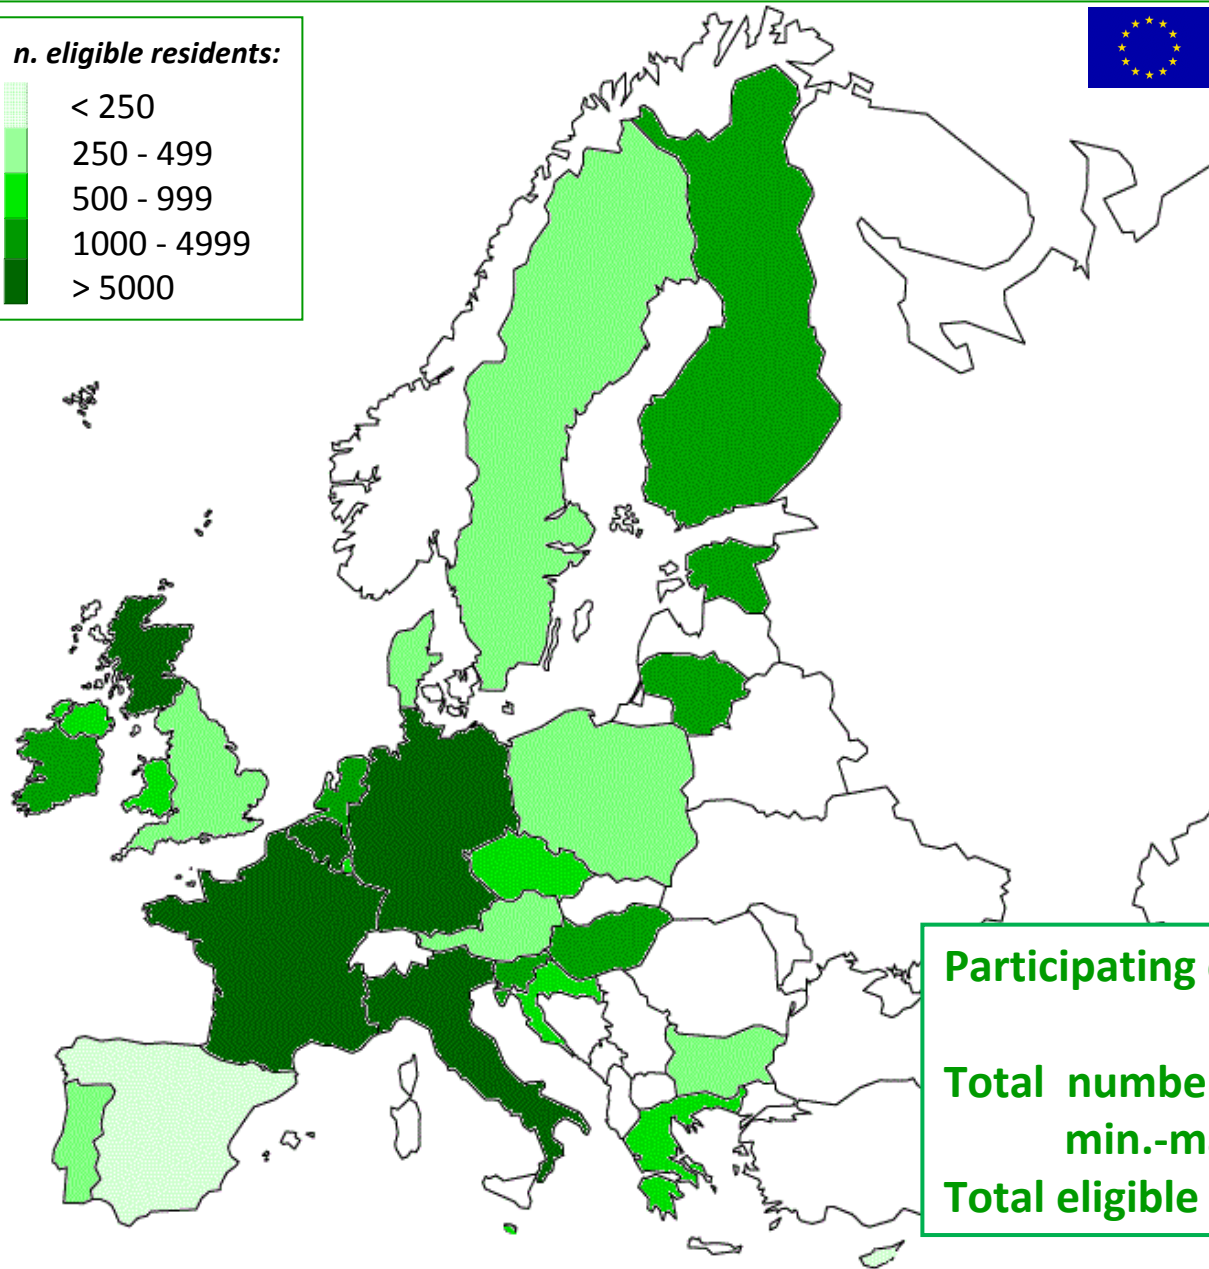 n. eligible residents:
< 250
250 - 499
500 - 999
1000 - 4999
> 5000
Participating
Total numbe
min.-m
Total eligible